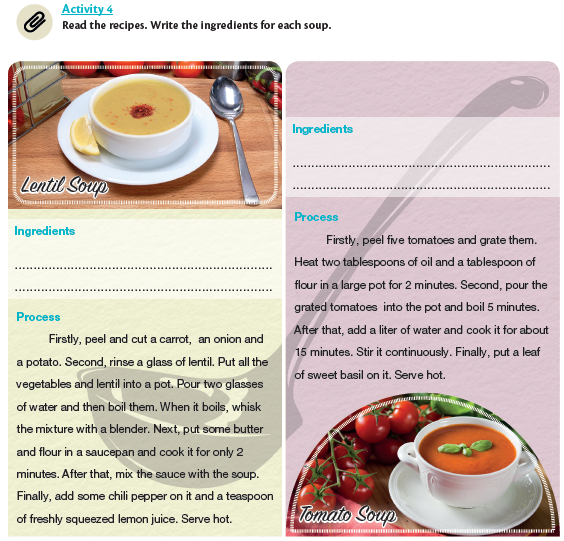 Activity 4
Read the recipes. Write the ingredients for each soup.
Lentil Soup
Ingredients
......................................................................
......................................................................
Process
Firstly, peel and cut a carrot, an onion and
a potato. Second, rinse a glass of lentil. Put all the
vegetables and lentil into a pot. Pour two glasses
of water and then boil them. When it boils, whisk
the mixture with a blender. Next, put some butter
and flour in a saucepan and cook it for only 2
minutes. After that, mix the sauce with the soup.
Finally, add some chili pepper on it and a teaspoon
of freshly squeezed lemon juice. Serve hot.
Ingredients
......................................................................
......................................................................
Process
Firstly, peel five tomatoes and grate them.
Heat two tablespoons of oil and a tablespoon of
flour in a large pot for 2 minutes. Second, pour the
grated tomatoes into the pot and boil 5 minutes.
After that, add a liter of water and cook it for about
15 minutes. Stir it continuously. Finally, put a leaf
of sweet basil on it. Serve hot.
Tomato Soup